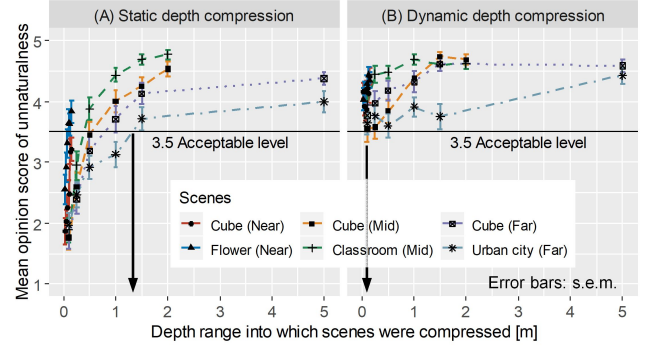 (A) Static depth compression
(B) Dynamic depth compression
Mean opinion score of unnaturalness
5
4
3
2
1
3.5 Acceptable level
3.5 Acceptable level
Scenes
Cube (Near) Cube (Mid) Cube (Far)
Flower (Near) Classroom (Mid) Urban city (Far)
Error bars: s.e.m.
0 1 2 3 4 5 0 1 2 3 4 5
Depth range into which scenes were compressed [m]